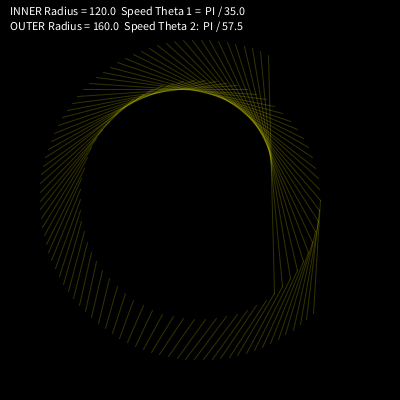 INNER Radius = 120.0  Speed Theta 1 =  PI / 35.0
OUTER Radius = 160.0  Speed Theta 2:  PI / 57.5